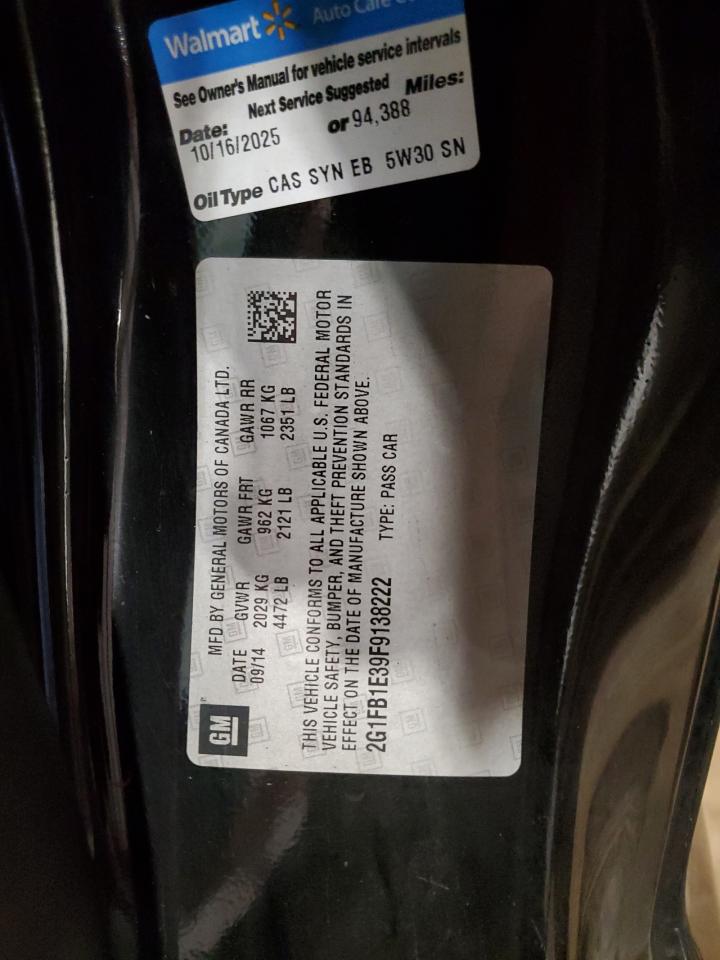 Walmart Auto Care
See Owner's Manual for vehicle service intervals
Next Service Suggested
Date: Miles:
10/16/2025 or 94,388
Oil Type CAS SYN EB 5W30 SN
GM
MFD BY GENERAL MOTORS OF CANADA LTD.
DATE GVWR GAWR FRT GAWR RR
09/14 2029 KG 962 KG 1067 KG
4472 LB 2121 LB 2351 LB
THIS VEHICLE CONFORMS TO ALL APPLICABLE U.S. FEDERAL MOTOR
VEHICLE SAFETY, BUMPER, AND THEFT PREVENTION STANDARDS IN
EFFECT ON THE DATE OF MANUFACTURE SHOWN ABOVE.
2G1FB1E39F9138222 TYPE: PASS CAR